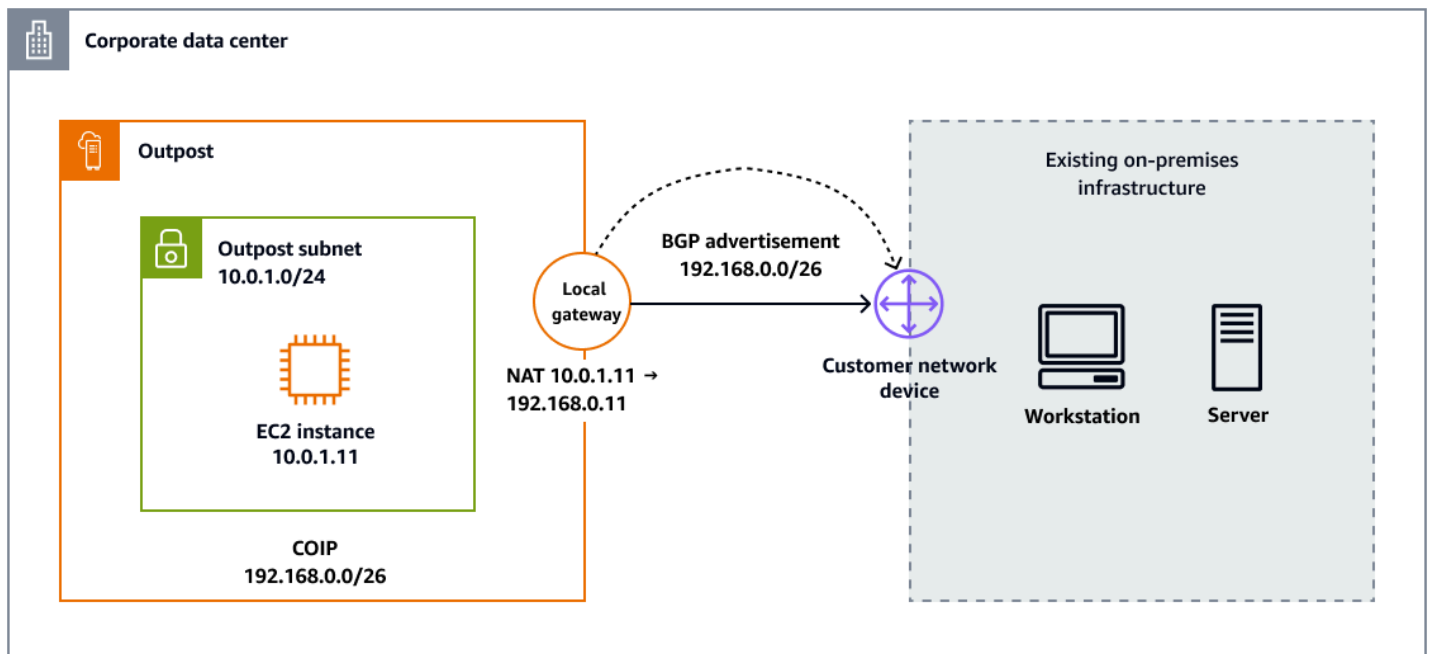 Corporate data center
Outpost
Outpost subnet
10.0.1.0/24
EC2 instance
10.0.1.11
COIP
192.168.0.0/26
Local
gateway
NAT 10.0.1.11 →
192.168.0.11
BGP advertisement
192.168.0.0/26
Customer network
device
Existing on-premises
infrastructure
Workstation
Server